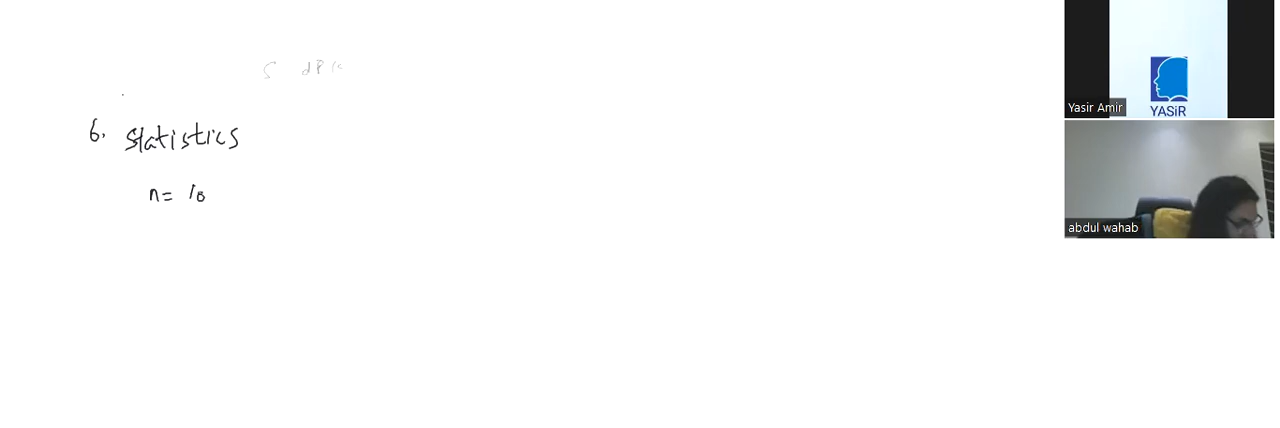 6. Statistics
n = 10
Yasir Amir
YASiR
abdul wahab